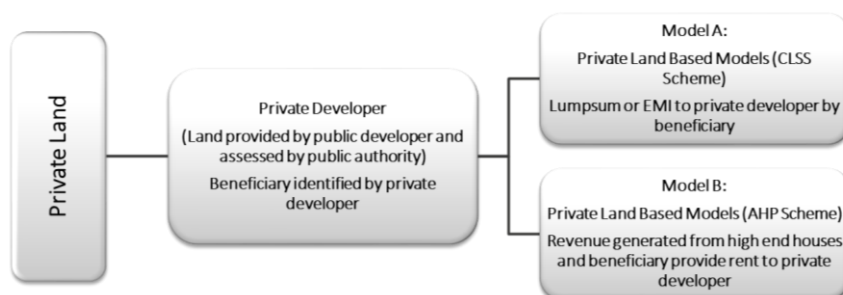 Private Land
Private Developer
(Land provided by public developer and
assessed by public authority)
Beneficiary identified by private
developer
Model A:
Private Land Based Models (CLSS
Scheme)
Lumpsum or EMI to private developer by
beneficiary
Model B:
Private Land Based Models (AHP Scheme)
Revenue generated from high end houses
and beneficiary provide rent to private
developer